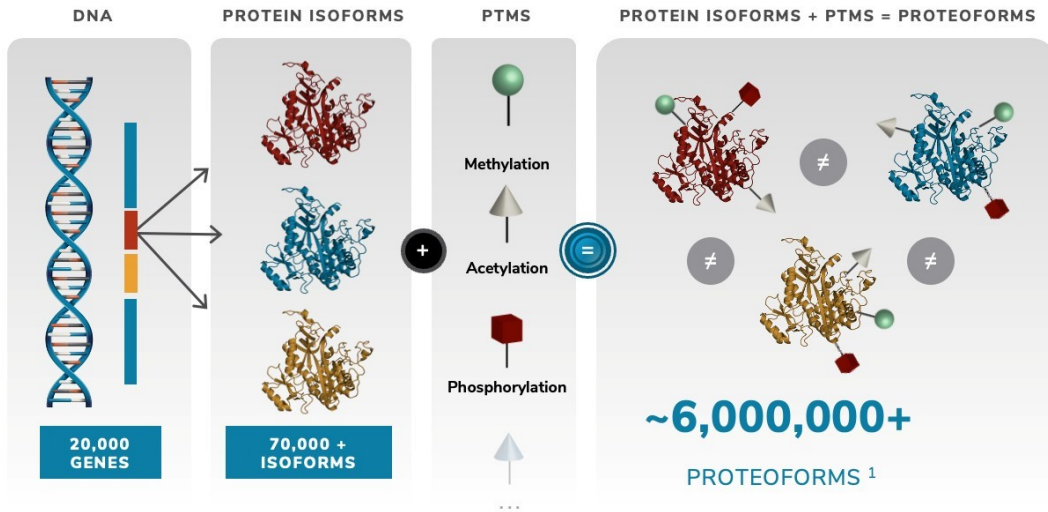 DNA
PROTEIN ISOFORMS
PTMS
PROTEIN ISOFORMS + PTMS = PROTEOFORMS
Methylation
Acetylation
Phosphorylation
...
+
=
≠
≠
≠
20,000
GENES
70,000 +
ISOFORMS
~6,000,000+
PROTEOFORMS 1